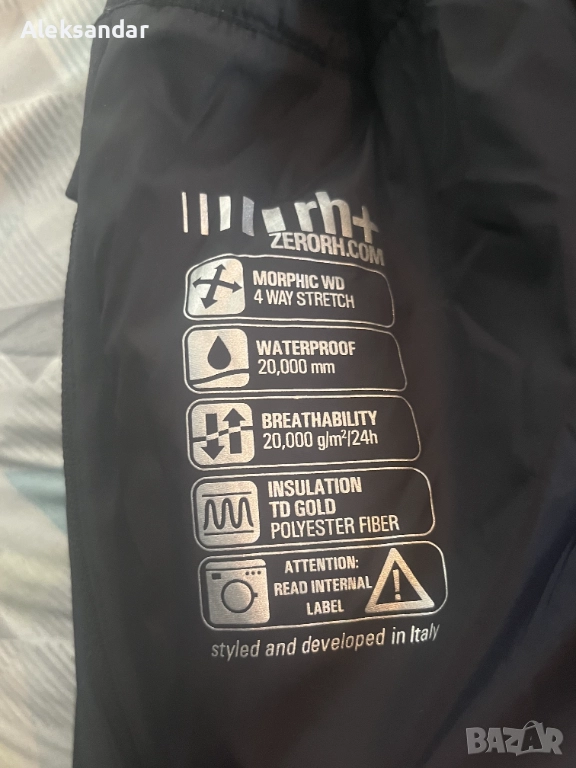 Aleksandar
rh+
ZERORH.COM
MORPHIC WD
4 WAY STRETCH
WATERPROOF
20,000 mm
BREATHABILITY
20,000 g/m²/24h
INSULATION
TD GOLD
POLYESTER FIBER
ATTENTION:
READ INTERNAL
LABEL
styled and developed in Italy
BAZAR